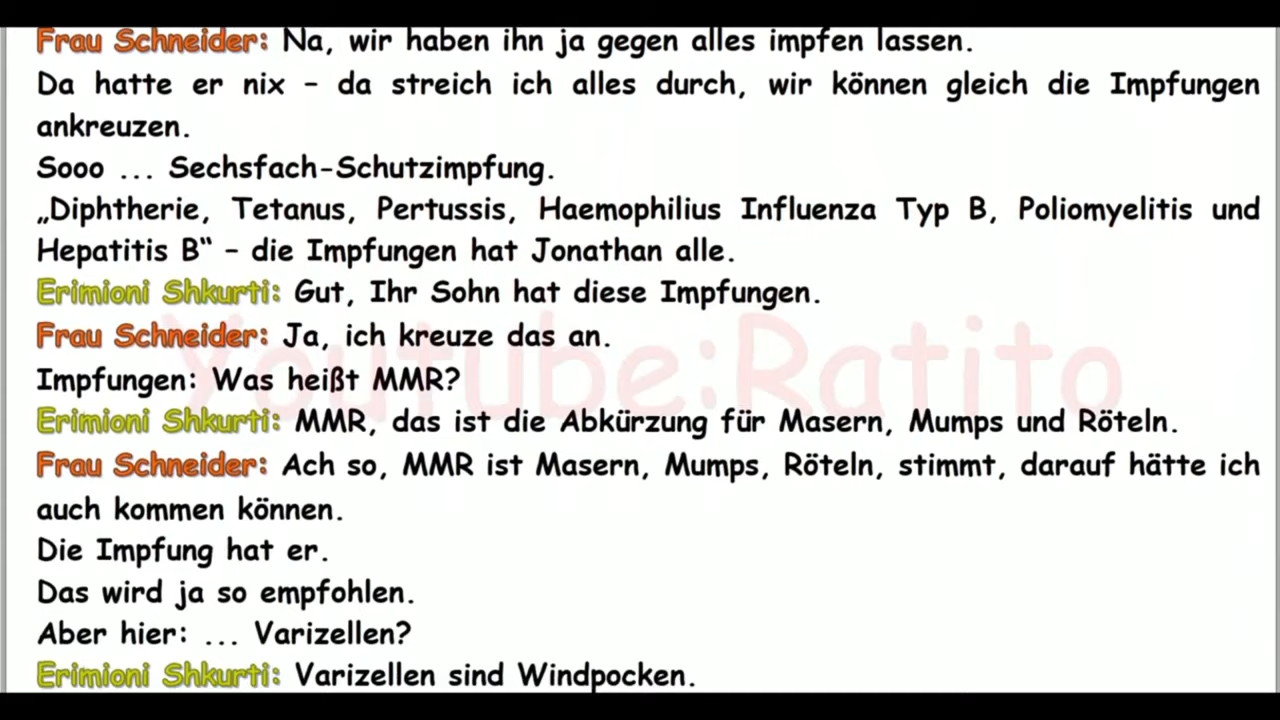 Frau Schneider: Na, wir haben ihn ja gegen alles impfen lassen.
Da hatte er nix – da streich ich alles durch, wir können gleich die Impfungen
ankreuzen.
Sooo ... Sechsfach-Schutzimpfung.
„Diphtherie, Tetanus, Pertussis, Haemophilius Influenza Typ B, Poliomyelitis und
Hepatitis B“ – die Impfungen hat Jonathan alle.
Erimioni Shkurti: Gut, Ihr Sohn hat diese Impfungen.
Frau Schneider: Ja, ich kreuze das an.
Youtube:Ratito
Impfungen: Was heißt MMR?
Erimioni Shkurti: MMR, das ist die Abkürzung für Masern, Mumps und Röteln.
Frau Schneider: Ach so, MMR ist Masern, Mumps, Röteln, stimmt, darauf hätte ich
auch kommen können.
Die Impfung hat er.
Das wird ja so empfohlen.
Aber hier: ... Varizellen?
Erimioni Shkurti: Varizellen sind Windpocken.